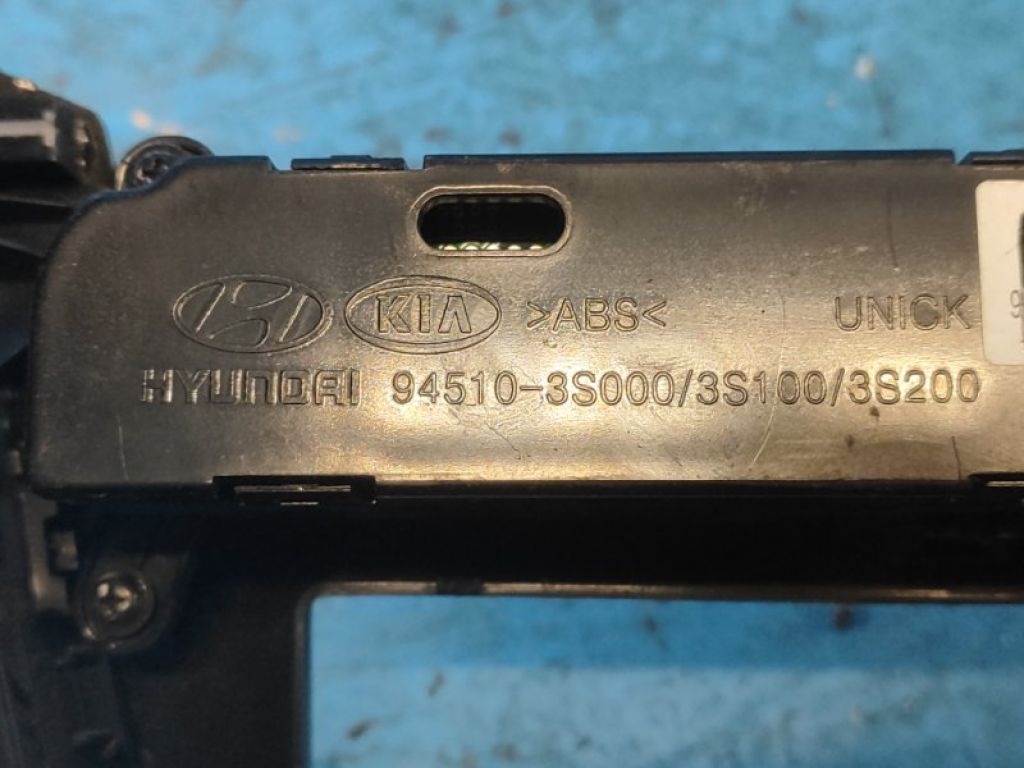 KIA >ABS< UNICK
HYUNDAI 94510-3S000/3S100/3S200